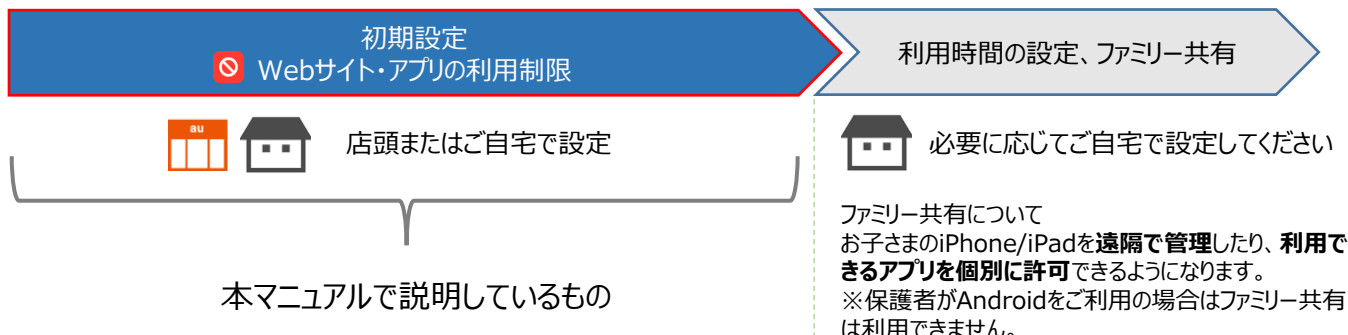 初期設定
Webサイト・アプリの利用制限
利用時間の設定、ファミリー共有
au
店頭またはご自宅で設定
必要に応じてご自宅で設定してください
本マニュアルで説明しているもの
ファミリー共有について
お子さまのiPhone/iPadを遠隔で管理したり、利用で
きるアプリを個別に許可できるようになります。
※保護者がAndroidをご利用の場合はファミリー共有
は利用できません。